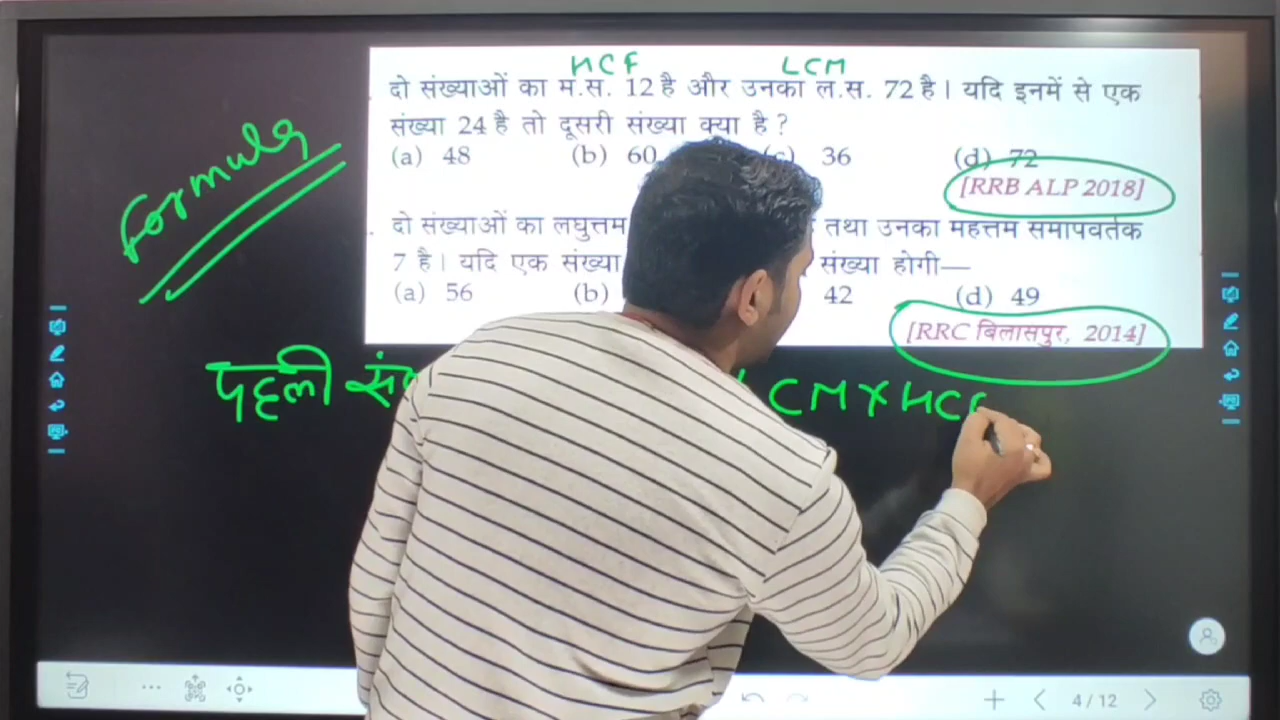 HCF LCM
दो संख्याओं का म.स. 12 है और उनका ल.स. 72 है। यदि इनमें से एक
संख्या 24 है तो दूसरी संख्या क्या है ?
(a) 48 (b) 60 (c) 36 (d) 72
[RRB ALP 2018]
Formula
दो संख्याओं का लघुत्तम तथा उनका महत्तम समापवर्तक
7 है। यदि एक संख्या संख्या होगी—
(a) 56 (b) 42 (d) 49
[RRC बिलासपुर, 2014]
पहली CM × HCF
4 / 12